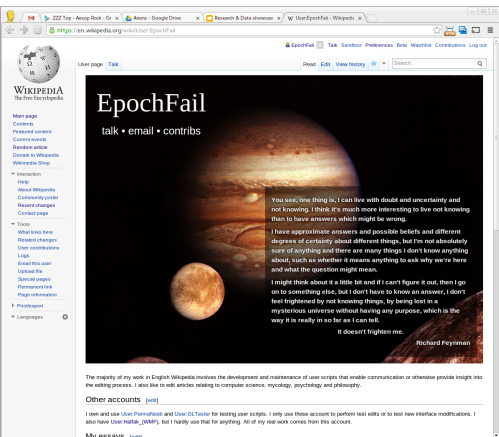 ZZZ Top - Aesop Rock - G
Anons - Google Drive
Research & Data showcase
User:EpochFail - Wikipedia
https://en.wikipedia.org/wiki/User:EpochFail
EpochFail Talk Sandbox Preferences Beta Watchlist Contributions Log out
User page Talk
Read Edit View history Search
WIKIPEDIA
The Free Encyclopedia
Main page
Contents
Featured content
Current events
Random article
Donate to Wikipedia
Wikimedia Shop
Interaction
Help
About Wikipedia
Community portal
Recent changes
Contact page
Tools
What links here
Related changes
User contributions
Logs
Email this user
Upload file
Special pages
Permanent link
Page information
Print/export
Languages
EpochFail
talk • email • contribs
You see, one thing is, I can live with doubt and uncertainty and
not knowing. I think it's much more interesting to live not knowing
than to have answers which might be wrong.
I have approximate answers and possible beliefs and different
degrees of certainty about different things, but I'm not absolutely
sure of anything and there are many things I don't know anything
about, such as whether it means anything to ask why we're here
and what the question might mean.
I might think about it a little bit and if I can't figure it out, then I go
on to something else, but I don't have to know an answer, I don't
feel frightened by not knowing things, by being lost in a
mysterious universe without having any purpose, which is the
way it really is in so far as I can tell.
It doesn't frighten me.
Richard Feynman
The majority of my work in English Wikipedia involves the development and maintenance of user scripts that enable communication or otherwise provide insight into
the editing process. I also like to edit articles relating to computer science, mycology, psychology and philosophy.
Other accounts [edit]
I own and use User:PermaNoob and User:GLTester for testing user scripts. I only use those account to perform test edits or to test new interface modifications. I
also have User:Halfak_(WMF), but I hardly use that for anything. All of my real work comes from this account.
My essays [edit]